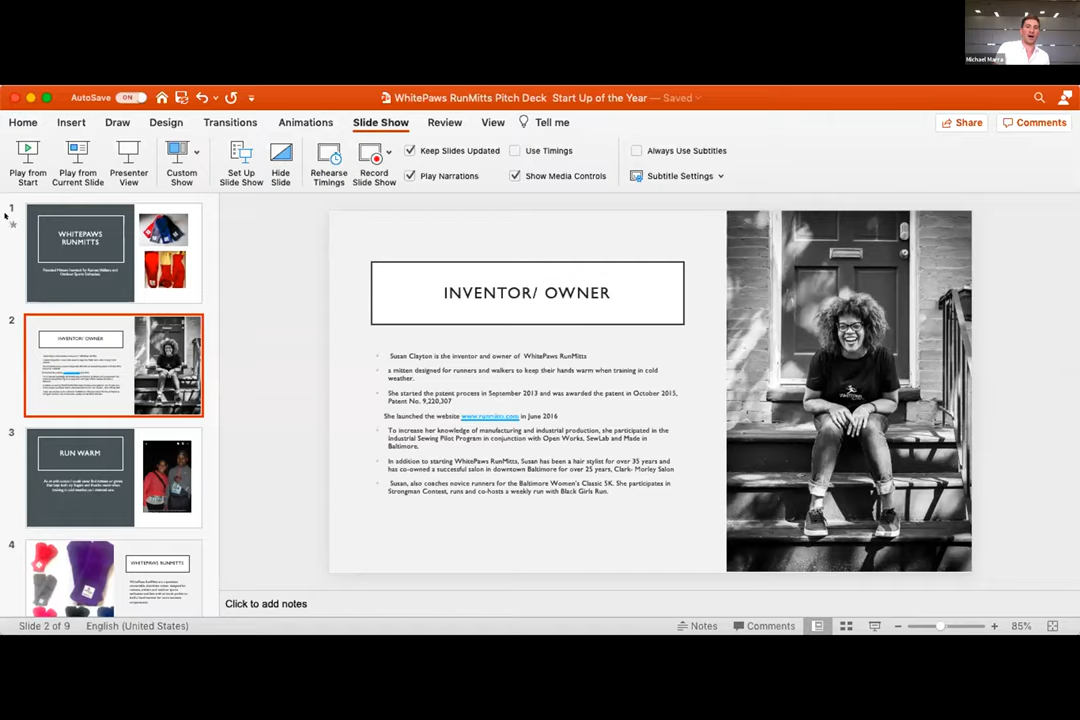 Michael Marra
AutoSave ON
WhitePaws RunMitts Pitch Deck Start Up of the Year — Saved
Home Insert Draw Design Transitions Animations Slide Show Review View Tell me
Share Comments
Play from Start
Play from Current Slide
Presenter View
Custom Show
Set Up Slide Show
Hide Slide
Rehearse Timings
Record Slide Show
Keep Slides Updated Use Timings
Play Narrations Show Media Controls
Always Use Subtitles
Subtitle Settings
1
WHITEPAWS
RUNMITTS
2
INVENTOR/ OWNER
3
RUN WARM
4
WHITEPAWS RUNMITTS
INVENTOR/ OWNER
Susan Clayton is the inventor and owner of WhitePaws RunMitts
a mitten designed for runners and walkers to keep their hands warm when training in cold
weather.
She started the patent process in September 2013 and was awarded the patent in October 2015,
Patent No. 9,220,307
She launched the website www.runmitts.com in June 2016
To increase her knowledge of manufacturing and industrial production, she participated in the
Industrial Sewing Pilot Program in conjunction with Open Works, SewLab and Made in
Baltimore.
In addition to starting WhitePaws RunMitts, Susan has been a hair stylist for over 35 years and
has co-owned a successful salon in downtown Baltimore for over 25 years, Clark- Morley Salon
Susan, also coaches novice runners for the Baltimore Women's Classic 5K. She participates in
Strongman Contest, runs and co-hosts a weekly run with Black Girls Run.
Click to add notes
Slide 2 of 9 English (United States)
Notes Comments 85%